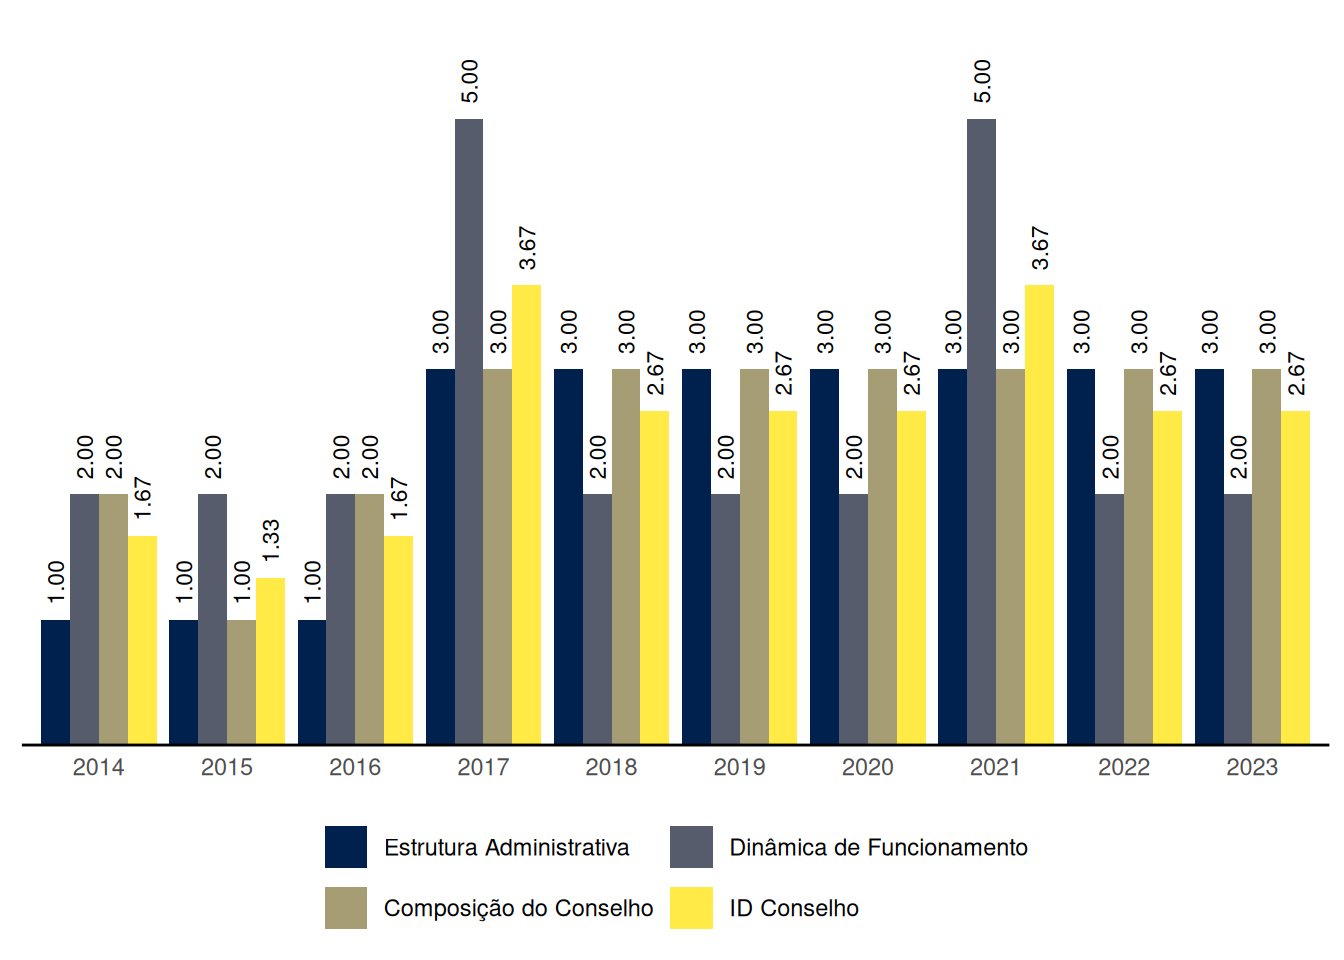 5.00 5.00
3.67 3.67
3.00 3.00 3.00 3.00 3.00 3.00 3.00 3.00 3.00 3.00 3.00 3.00 3.00 3.00
2.67 2.67 2.67 2.67 2.67
2.00 2.00 2.00 2.00 2.00 2.00 2.00 2.00 2.00 2.00
1.67 1.67
1.33
1.00 1.00 1.00 1.00
2014 2015 2016 2017 2018 2019 2020 2021 2022 2023
Estrutura Administrativa Dinâmica de Funcionamento
Composição do Conselho ID Conselho